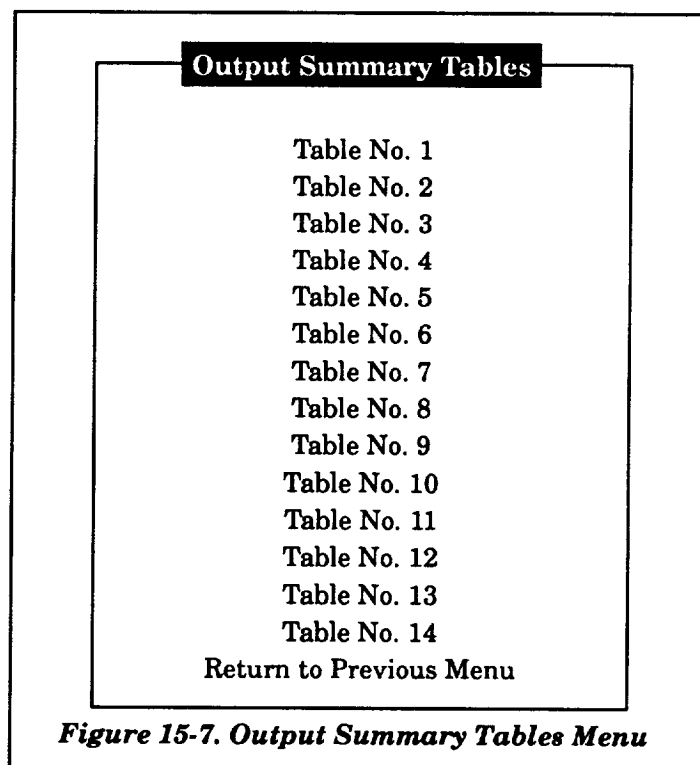 Output Summary Tables
Table No. 1
Table No. 2
Table No. 3
Table No. 4
Table No. 5
Table No. 6
Table No. 7
Table No. 8
Table No. 9
Table No. 10
Table No. 11
Table No. 12
Table No. 13
Table No. 14
Return to Previous Menu
Figure 15-7. Output Summary Tables Menu